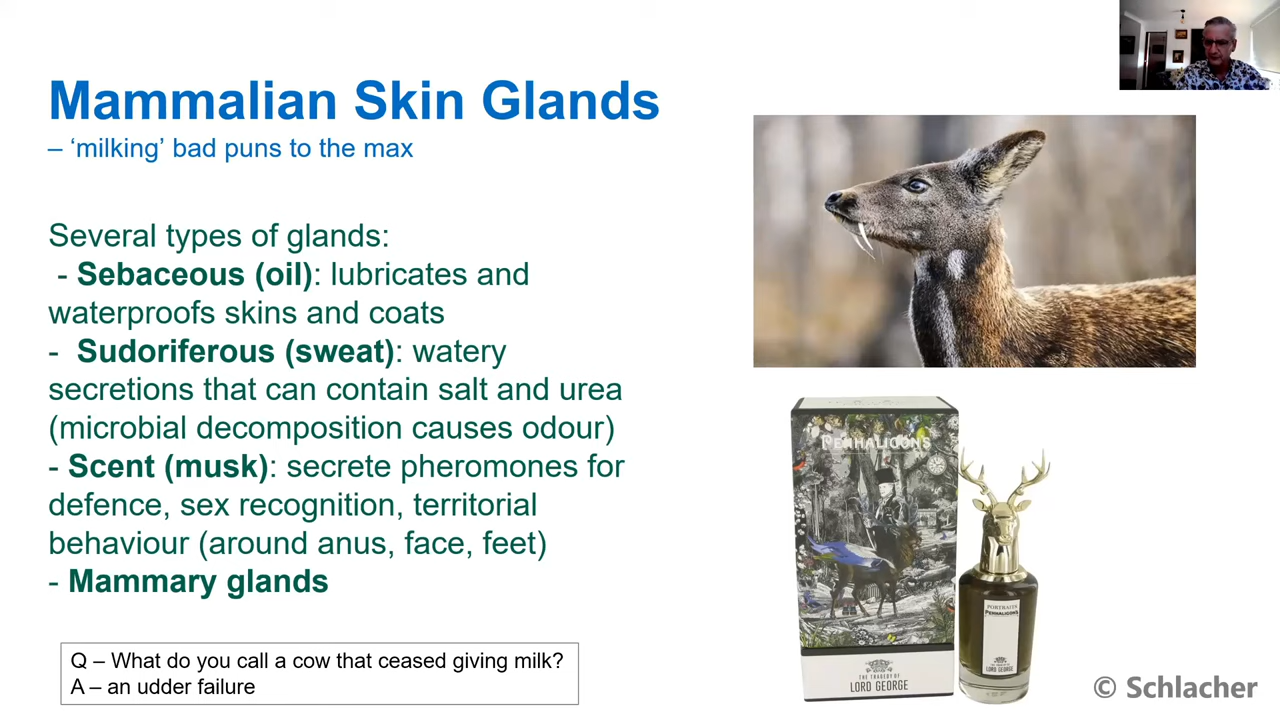 Mammalian Skin Glands
– ‘milking’ bad puns to the max
Several types of glands:
- Sebaceous (oil): lubricates and
waterproofs skins and coats
- Sudoriferous (sweat): watery
secretions that can contain salt and urea
(microbial decomposition causes odour)
- Scent (musk): secrete pheromones for
defence, sex recognition, territorial
behaviour (around anus, face, feet)
- Mammary glands
Q – What do you call a cow that ceased giving milk?
A – an udder failure
PENHALIGON'S
THE TRAGEDY OF
LORD GEORGE
PORTRAITS
PENHALIGON'S
THE TRAGEDY OF
LORD GEORGE
© Schlacher